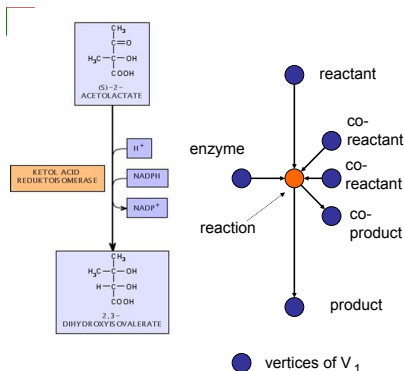 CH₃
C=O
H₃C—C—OH
COOH
(S)-2-
ACETOLACTATE
H⁺
KETOL ACID
REDUKTOISOMERASE
NADPH
NADP⁺
CH₃
H₃C—C—OH
H—C—OH
COOH
2,3-
DIHYDROXYISOVALERATE
reactant
co-
reactant
enzyme
co-
reactant
co-
product
reaction
product
vertices of V₁